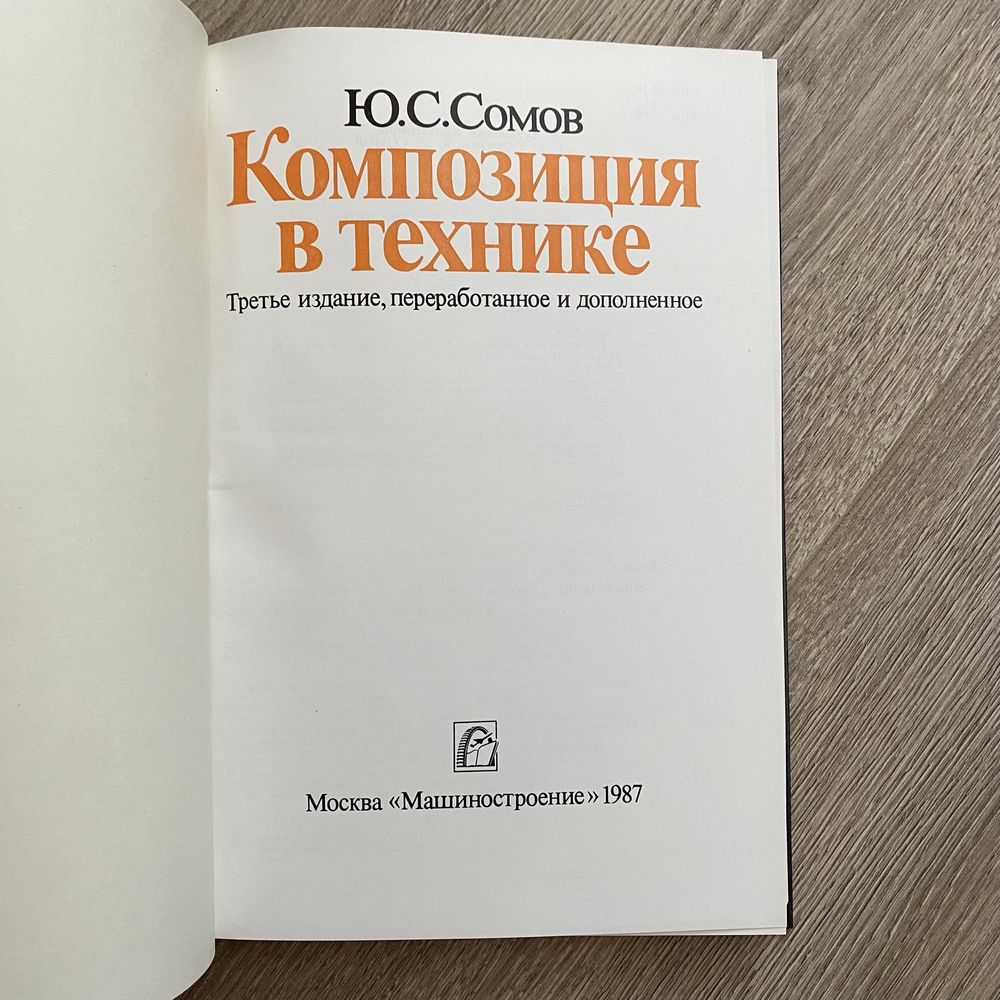 Ю.С.Сомов
Композиция
в технике
Третье издание, переработанное и дополненное
Москва «Машиностроение» 1987